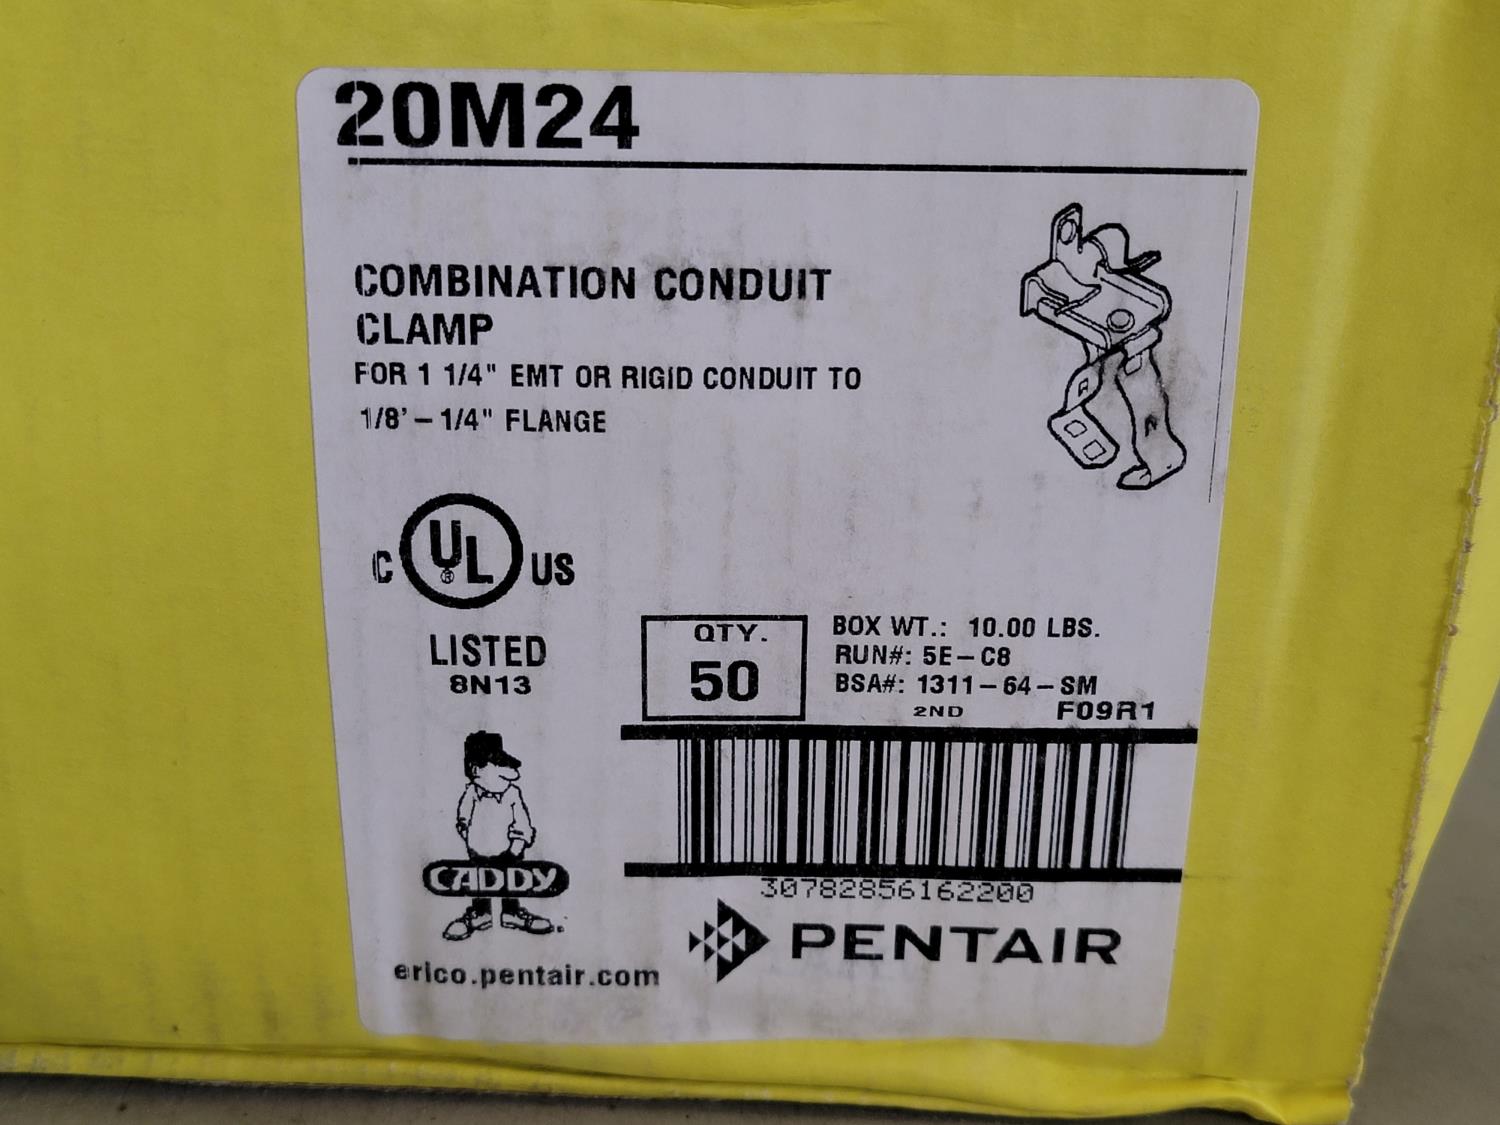 20M24
COMBINATION CONDUIT
CLAMP
FOR 1 1/4" EMT OR RIGID CONDUIT TO
1/8' – 1/4" FLANGE
C UL® US
LISTED
8N13
QTY.
50
BOX WT.: 10.00 LBS.
RUN#: 5E–C8
BSA#: 1311–64–SM
2ND F09R1
30782856162200
CADDY
erico.pentair.com
PENTAIR